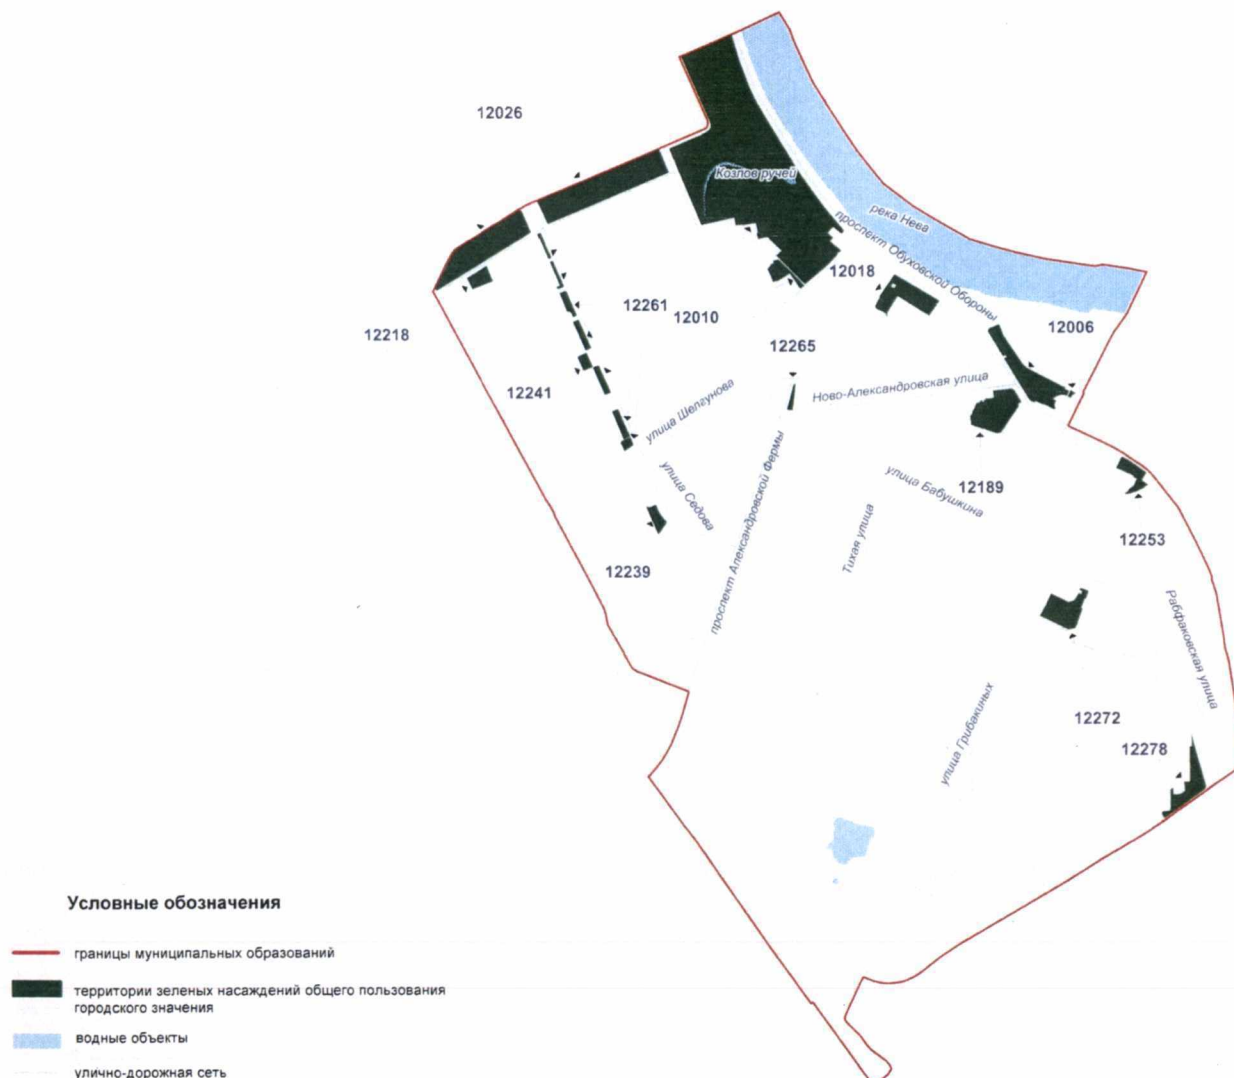 12026
Козлов ручей
река Нева
проспект Обуховской Обороны
12018
12261
12010
12006
12218
12265
12241
Ново-Александровская улица
улица Шелгунова
улица Седова
проспект Александровской Фермы
улица Бабушкина
12189
Тихая улица
12253
12239
Рабфаковская улица
улица Грибакиных
12272
12278
Условные обозначения
границы муниципальных образований
территории зеленых насаждений общего пользования
городского значения
водные объекты
улично-дорожная сеть